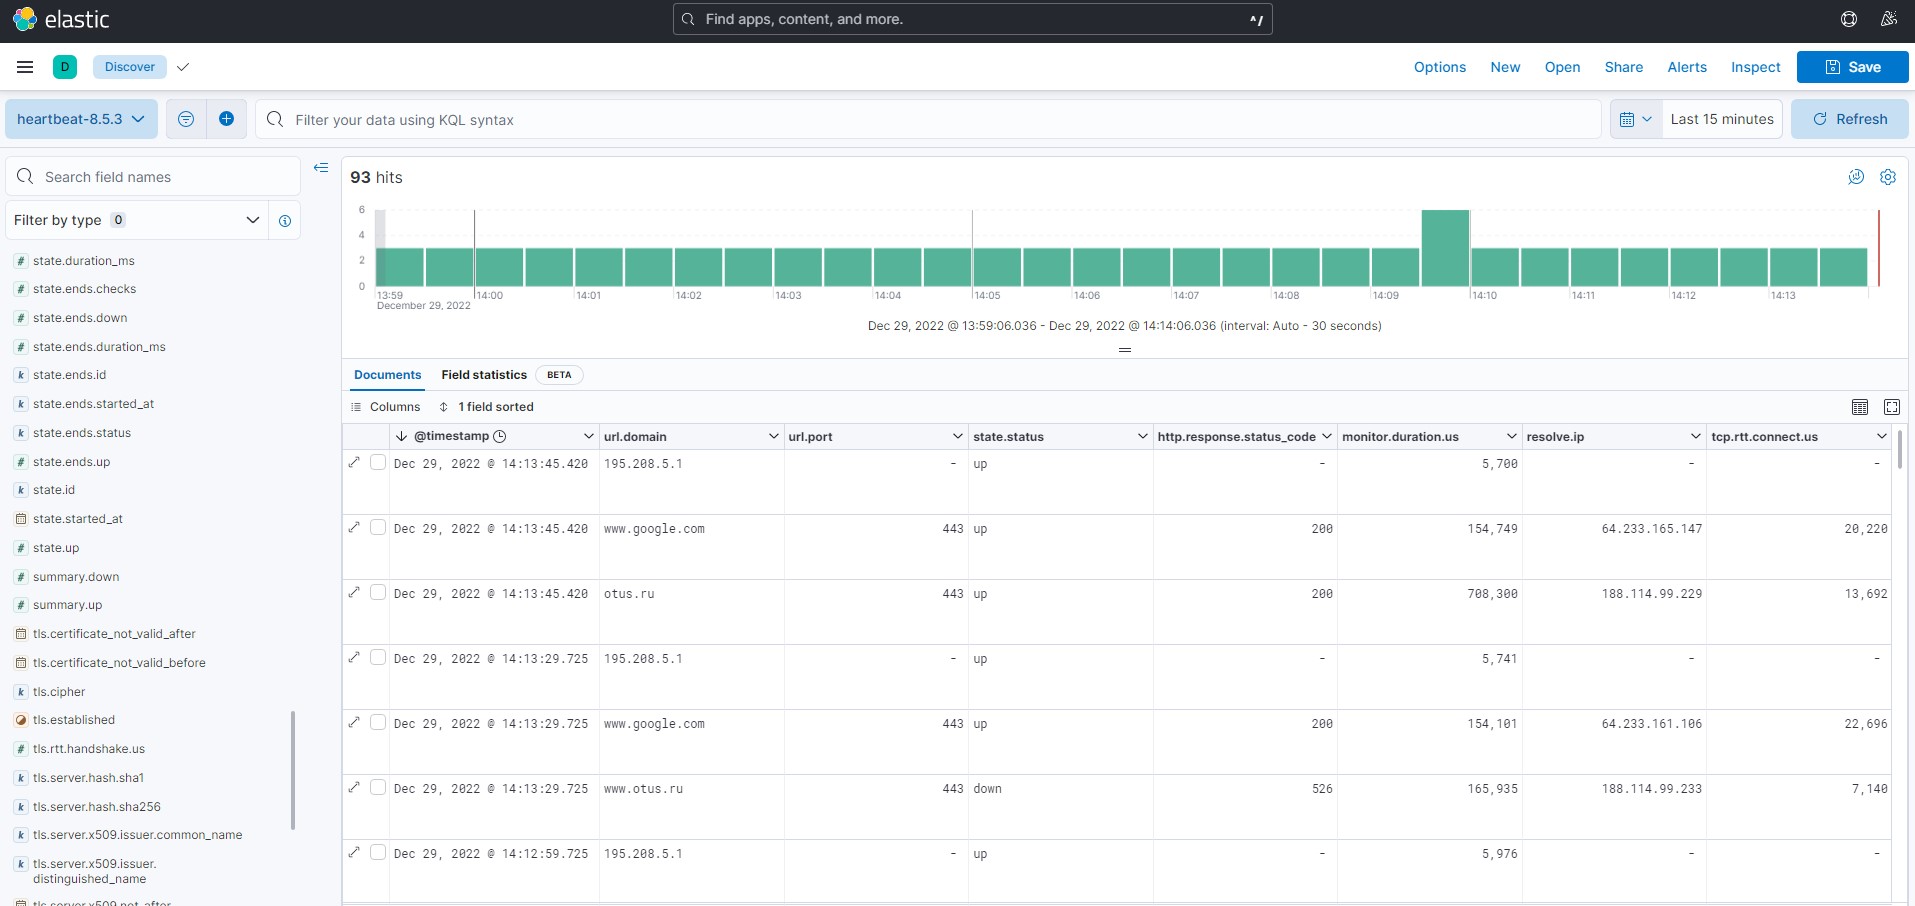 elastic
Find apps, content, and more.
^/
D
Discover
Options
New
Open
Share
Alerts
Inspect
Save
heartbeat-8.5.3
Filter your data using KQL syntax
Last 15 minutes
Refresh
Search field names
Filter by type 0
# state.duration_ms
# state.ends.checks
# state.ends.down
# state.ends.duration_ms
k state.ends.id
k state.ends.started_at
k state.ends.status
# state.ends.up
k state.id
state.started_at
# state.up
# summary.down
# summary.up
tls.certificate_not_valid_after
tls.certificate_not_valid_before
k tls.cipher
tls.established
# tls.rtt.handshake.us
k tls.server.hash.sha1
k tls.server.hash.sha256
k tls.server.x509.issuer.common_name
k tls.server.x509.issuer.
distinguished_name
tls.server.x509.not_after
93 hits
6
4
2
0
13:59 14:00 14:01 14:02 14:03 14:04 14:05 14:06 14:07 14:08 14:09 14:10 14:11 14:12 14:13
December 29, 2022
Dec 29, 2022 @ 13:59:06.036 - Dec 29, 2022 @ 14:14:06.036 (interval: Auto - 30 seconds)
Documents Field statistics BETA
Columns 1 field sorted
@timestamp url.domain url.port state.status http.response.status_code monitor.duration.us resolve.ip tcp.rtt.connect.us
Dec 29, 2022 @ 14:13:45.420 195.208.5.1 - up - 5,700 - -
Dec 29, 2022 @ 14:13:45.420 www.google.com 443 up 200 154,749 64.233.165.147 20,220
Dec 29, 2022 @ 14:13:45.420 otus.ru 443 up 200 708,300 188.114.99.229 13,692
Dec 29, 2022 @ 14:13:29.725 195.208.5.1 - up - 5,741 - -
Dec 29, 2022 @ 14:13:29.725 www.google.com 443 up 200 154,101 64.233.161.106 22,696
Dec 29, 2022 @ 14:13:29.725 www.otus.ru 443 down 526 165,935 188.114.99.233 7,140
Dec 29, 2022 @ 14:12:59.725 195.208.5.1 - up - 5,976 - -